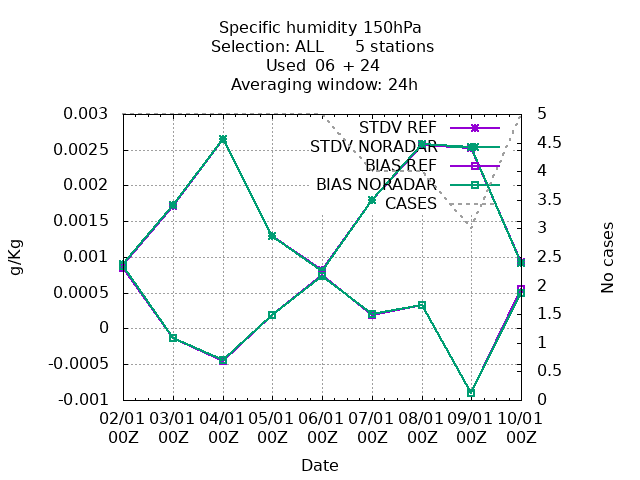 Specific humidity 150hPa
Selection: ALL 5 stations
Used 06 + 24
Averaging window: 24h
0.003
0.0025
0.002
0.0015
0.001
0.0005
0
-0.0005
-0.001
g/Kg
STDV REF
STDV NORADAR
BIAS REF
BIAS NORADAR
CASES
5
4.5
4
3.5
3
2.5
2
1.5
1
0.5
0
No cases
02/01 03/01 04/01 05/01 06/01 07/01 08/01 09/01 10/01
00Z 00Z 00Z 00Z 00Z 00Z 00Z 00Z 00Z
Date